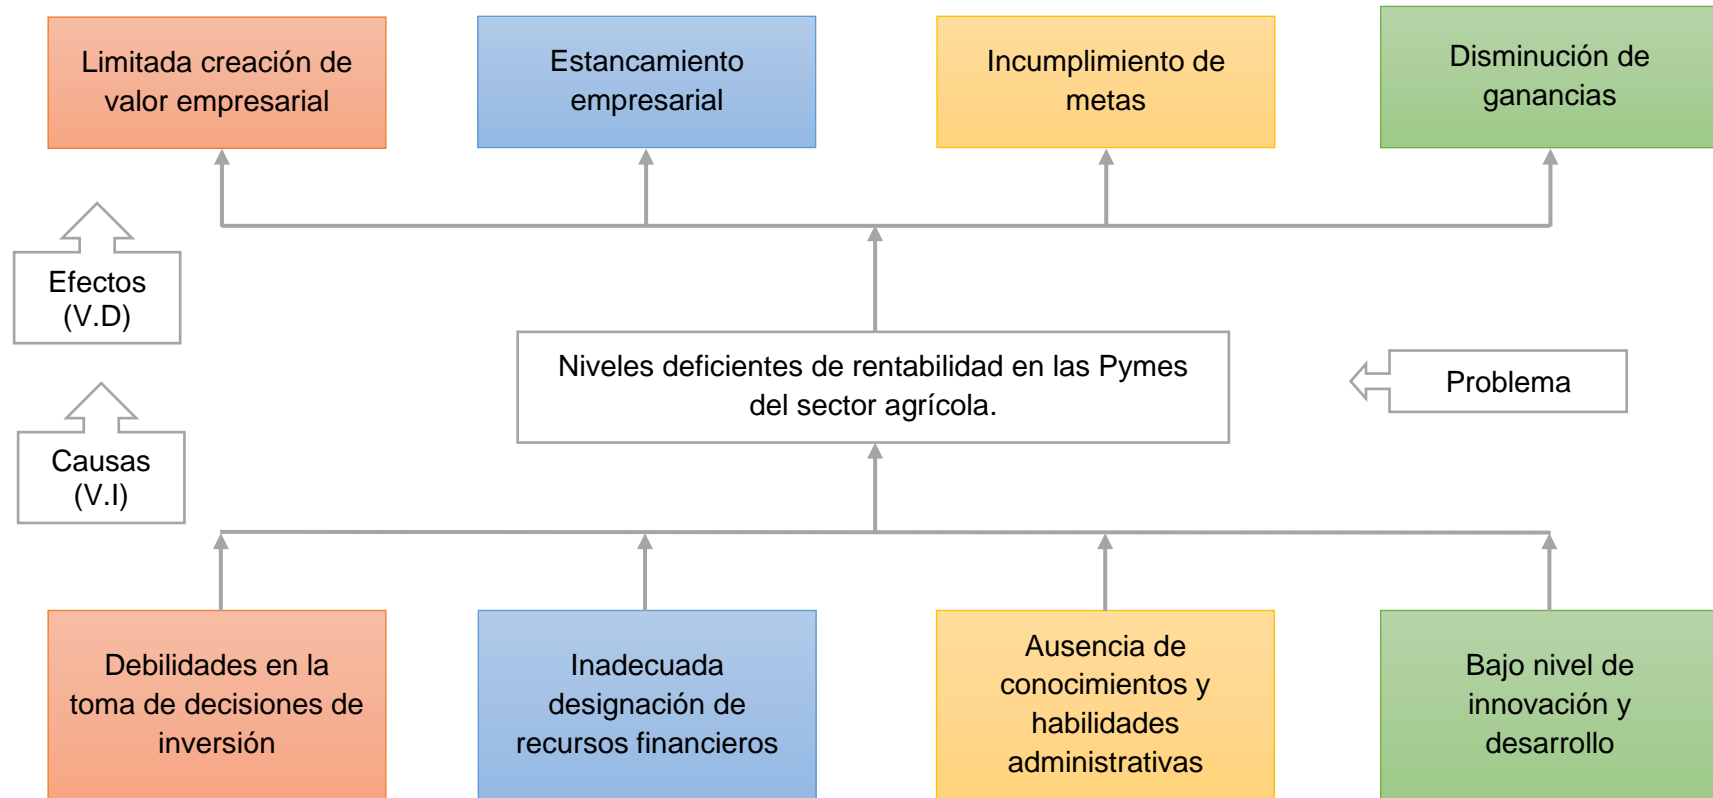 Limitada creación de
valor empresarial
Estancamiento
empresarial
Incumplimiento de
metas
Disminución de
ganancias
Efectos
(V.D)
Niveles deficientes de rentabilidad en las Pymes
del sector agrícola.
Problema
Causas
(V.I)
Debilidades en la
toma de decisiones de
inversión
Inadecuada
designación de
recursos financieros
Ausencia de
conocimientos y
habilidades
administrativas
Bajo nivel de
innovación y
desarrollo